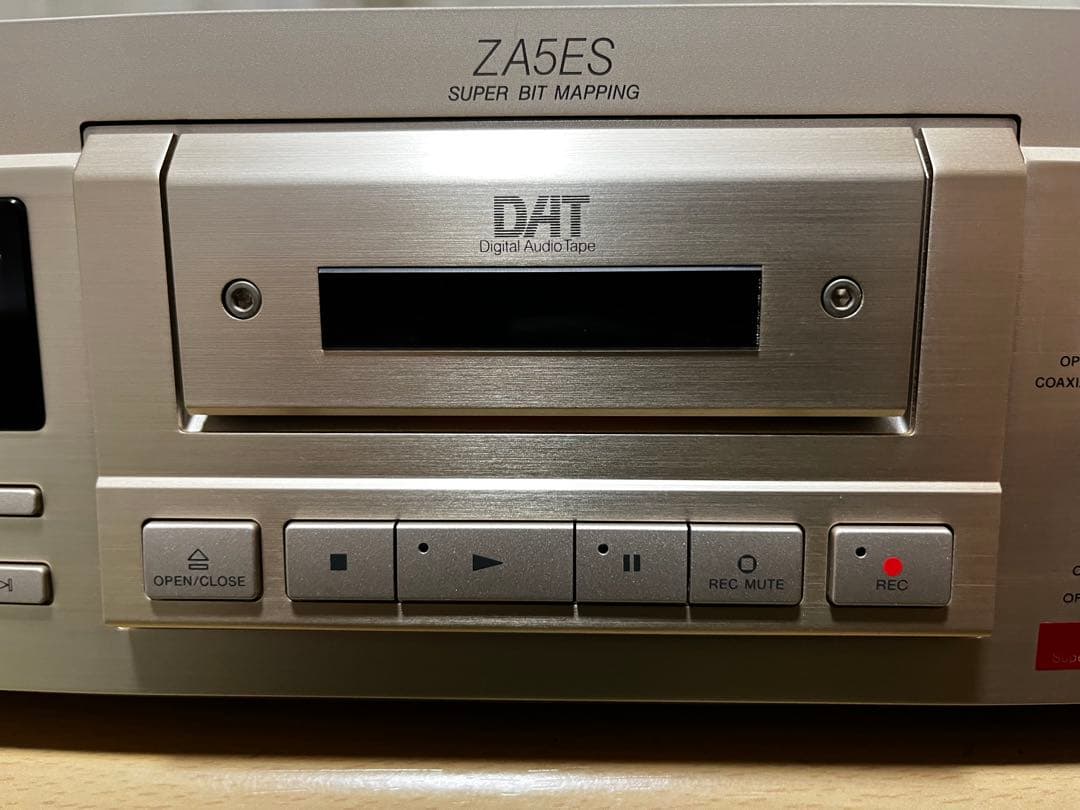 ZA5ES
SUPER BIT MAPPING
DAT
Digital Audio Tape
OPEN/CLOSE
REC MUTE
REC